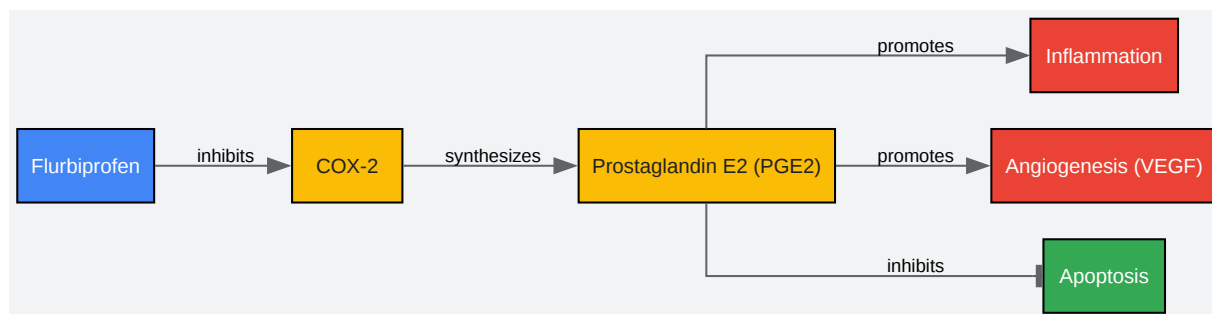 promotes
Inflammation
Flurbiprofen
inhibits
COX-2
synthesizes
Prostaglandin E2 (PGE2)
promotes
Angiogenesis (VEGF)
inhibits
Apoptosis